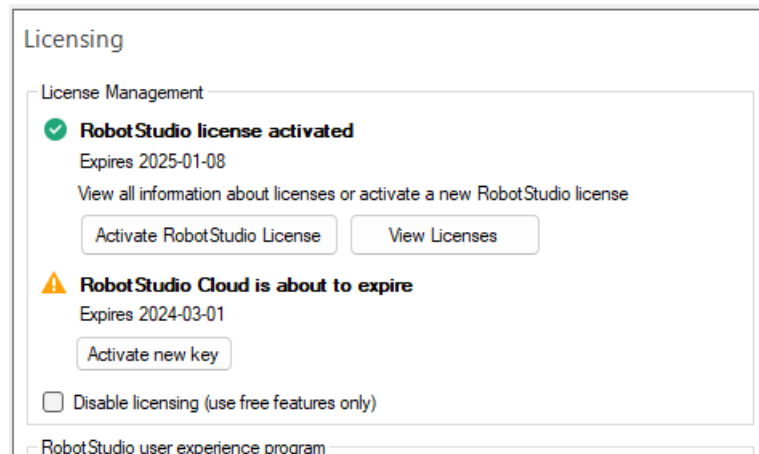 Licensing
License Management
RobotStudio license activated
Expires 2025-01-08
View all information about licenses or activate a new RobotStudio license
Activate RobotStudio License View Licenses
RobotStudio Cloud is about to expire
Expires 2024-03-01
Activate new key
Disable licensing (use free features only)
RobotStudio user experience program